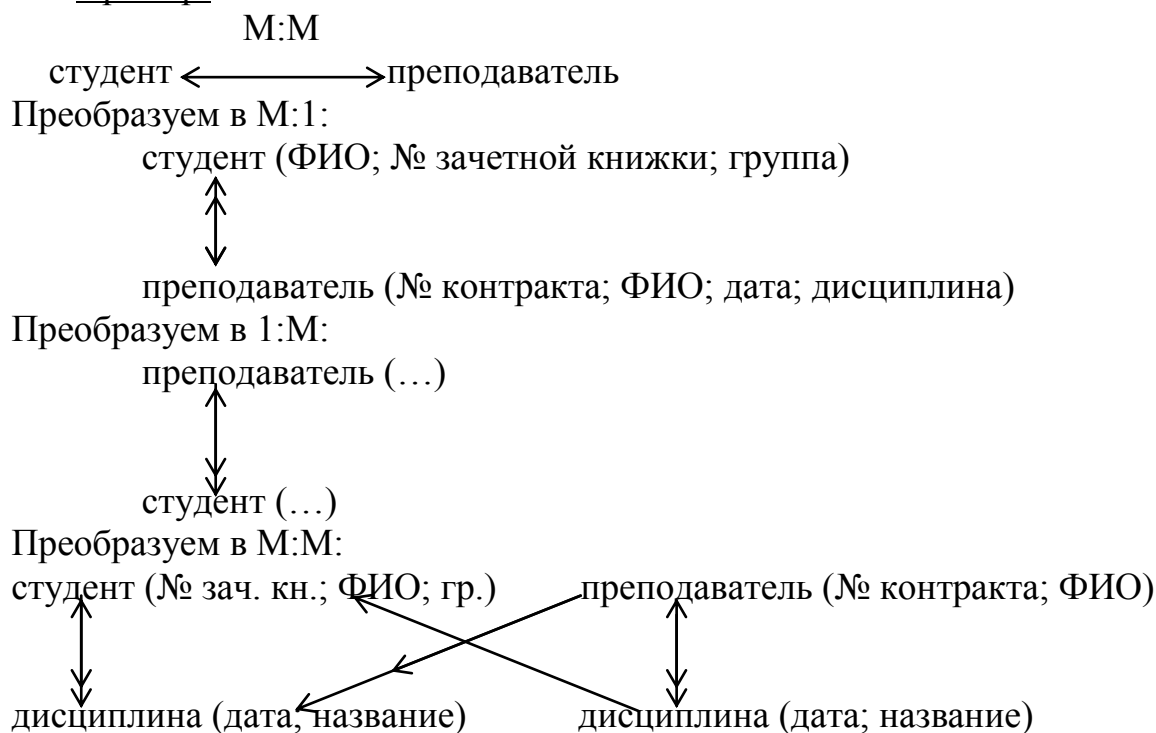 М:М
студент преподаватель
Преобразуем в М:1:
студент (ФИО; № зачетной книжки; группа)
преподаватель (№ контракта; ФИО; дата; дисциплина)
Преобразуем в 1:М:
преподаватель (…)
студент (…)
Преобразуем в М:М:
студент (№ зач. кн.; ФИО; гр.) преподаватель (№ контракта; ФИО)
дисциплина (дата; название) дисциплина (дата; название)